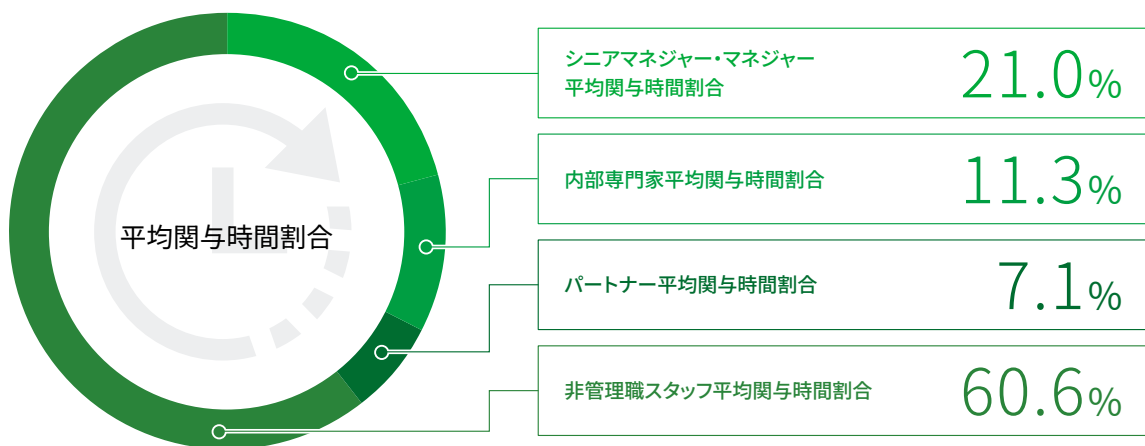 平均関与時間割合
シニアマネジャー・マネジャー
平均関与時間割合
21.0%
内部専門家平均関与時間割合
11.3%
パートナー平均関与時間割合
7.1%
非管理職スタッフ平均関与時間割合
60.6%